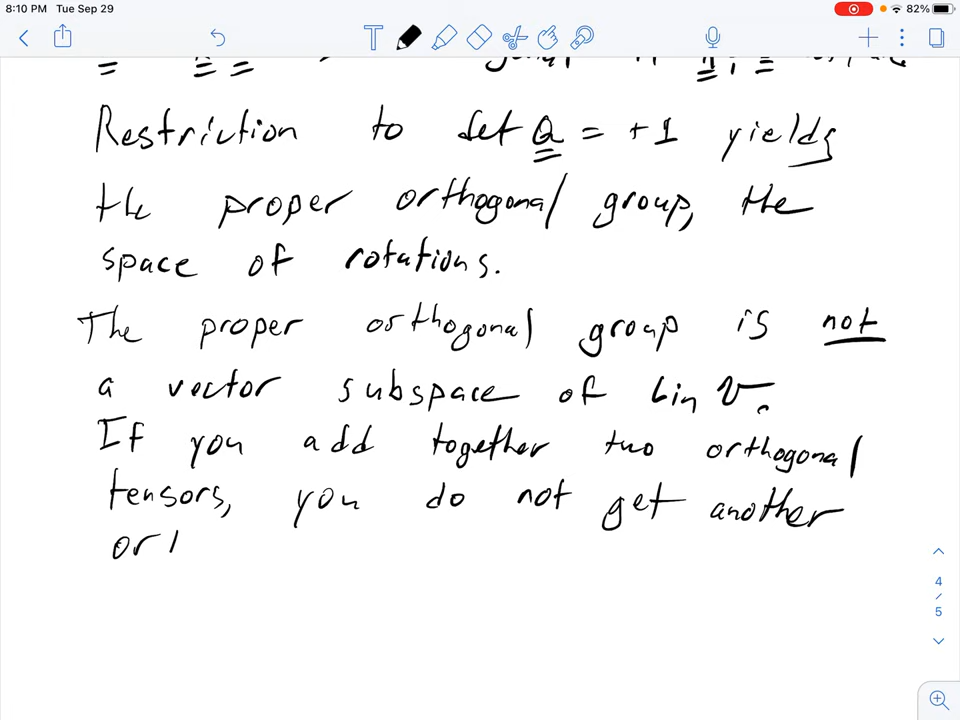 8:10 PM Tue Sep 29
82%
T
Restriction to det Q = +1 yields
the proper orthogonal group, the
space of rotations.
The proper orthogonal group is not
a vector subspace of Lin V.
If you add together two orthogonal
tensors, you do not get another
ort
4
/
5